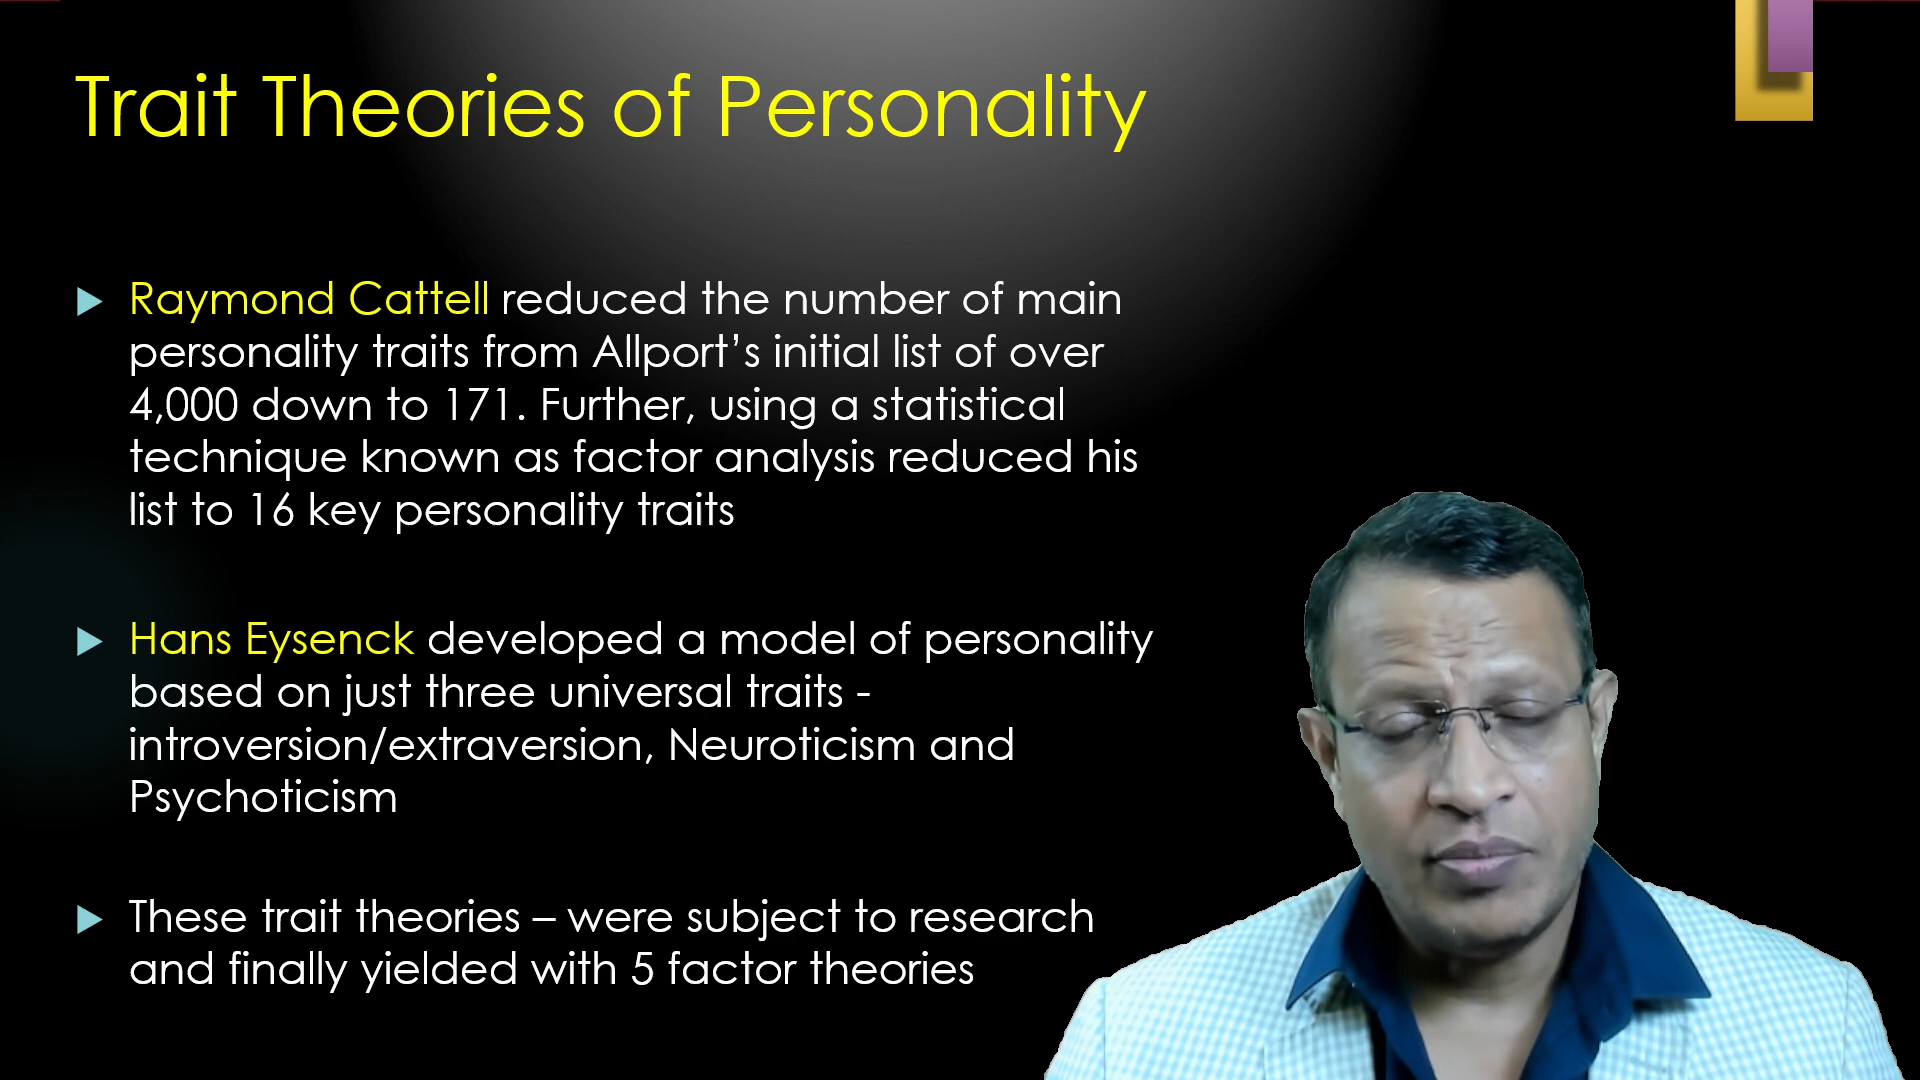 Trait Theories of Personality
Raymond Cattell reduced the number of main
personality traits from Allport’s initial list of over
4,000 down to 171. Further, using a statistical
technique known as factor analysis reduced his
list to 16 key personality traits
Hans Eysenck developed a model of personality
based on just three universal traits -
introversion/extraversion, Neuroticism and
Psychoticism
These trait theories – were subject to research
and finally yielded with 5 factor theories